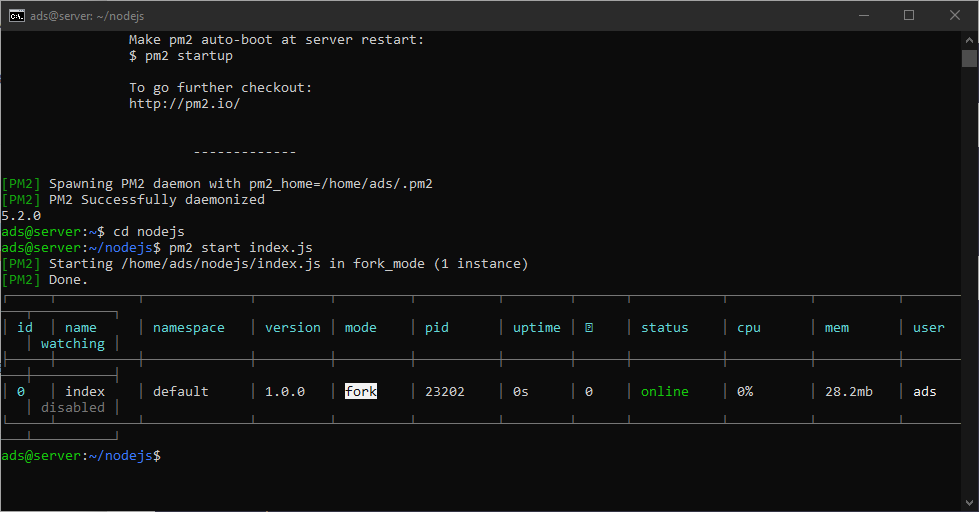 ads@server: ~/nodejs
Make pm2 auto-boot at server restart:
$ pm2 startup
To go further checkout:
http://pm2.io/
-------------
[PM2] Spawning PM2 daemon with pm2_home=/home/ads/.pm2
[PM2] PM2 Successfully daemonized
5.2.0
ads@server:~$ cd nodejs
ads@server:~/nodejs$ pm2 start index.js
[PM2] Starting /home/ads/nodejs/index.js in fork_mode (1 instance)
[PM2] Done.
│ id │ name │ namespace │ version │ mode │ pid │ uptime │ │ status │ cpu │ mem │ user
│ watching │
│ 0 │ index │ default │ 1.0.0 │ fork │ 23202 │ 0s │ 0 │ online │ 0% │ 28.2mb │ ads
│ disabled │
ads@server:~/nodejs$